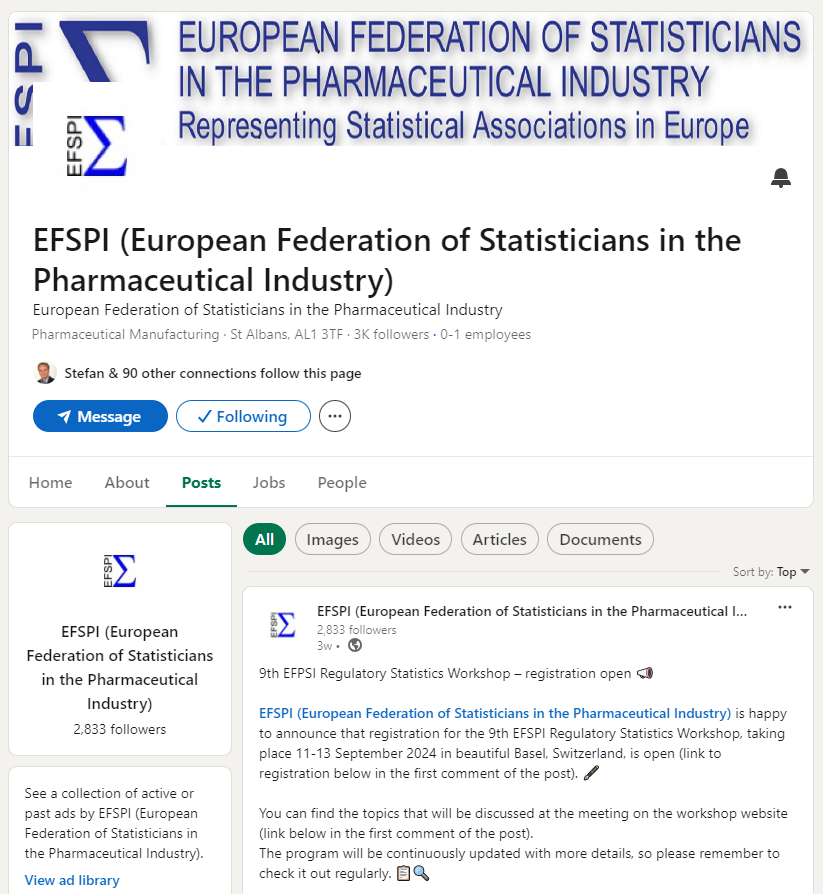 EFSPI
EUROPEAN FEDERATION OF STATISTICIANS
IN THE PHARMACEUTICAL INDUSTRY
Representing Statistical Associations in Europe
EFSPI
EFSPI (European Federation of Statisticians in the
Pharmaceutical Industry)
European Federation of Statisticians in the Pharmaceutical Industry
Pharmaceutical Manufacturing · St Albans, AL1 3TF · 3K followers · 0-1 employees
Stefan & 90 other connections follow this page
Message
Following
Home About Posts Jobs People
EFSPI
EFSPI (European
Federation of Statisticians
in the Pharmaceutical
Industry)
2,833 followers
See a collection of active or
past ads by EFSPI (European
Federation of Statisticians in
the Pharmaceutical Industry).
View ad library
All Images Videos Articles Documents
Sort by: Top
EFSPI
EFSPI (European Federation of Statisticians in the Pharmaceutical I...
2,833 followers
3w •
9th EFPSI Regulatory Statistics Workshop – registration open 📢
EFSPI (European Federation of Statisticians in the Pharmaceutical Industry) is happy
to announce that registration for the 9th EFSPI Regulatory Statistics Workshop, taking
place 11-13 September 2024 in beautiful Basel, Switzerland, is open (link to
registration below in the first comment of the post). 🖋
You can find the topics that will be discussed at the meeting on the workshop website
(link below in the first comment of the post).
The program will be continuously updated with more details, so please remember to
check it out regularly. 📋🔍